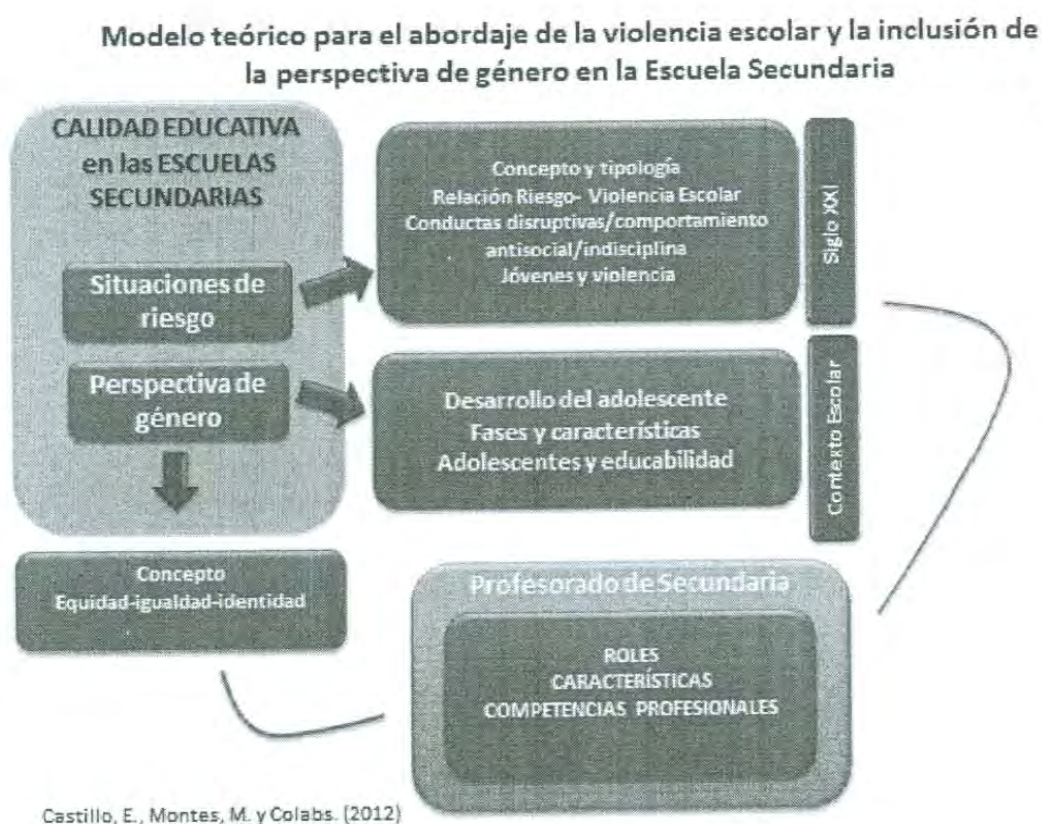 Modelo teórico para el abordaje de la violencia escolar y la inclusión de
la perspectiva de género en la Escuela Secundaria
CALIDAD EDUCATIVA
en las ESCUELAS
SECUNDARIAS
Situaciones de
riesgo
Perspectiva de
género
Concepto y tipología
Relación Riesgo- Violencia Escolar
Conductas disruptivas/comportamiento
antisocial/indisciplina
Jóvenes y violencia
Siglo XXI
Desarrollo del adolescente
Fases y características
Adolescentes y educabilidad
Contexto Escolar
Concepto
Equidad-igualdad-identidad
Profesorado de Secundaria
ROLES
CARACTERÍSTICAS
COMPETENCIAS PROFESIONALES
Castillo, E., Montes, M. y Colabs. (2012)